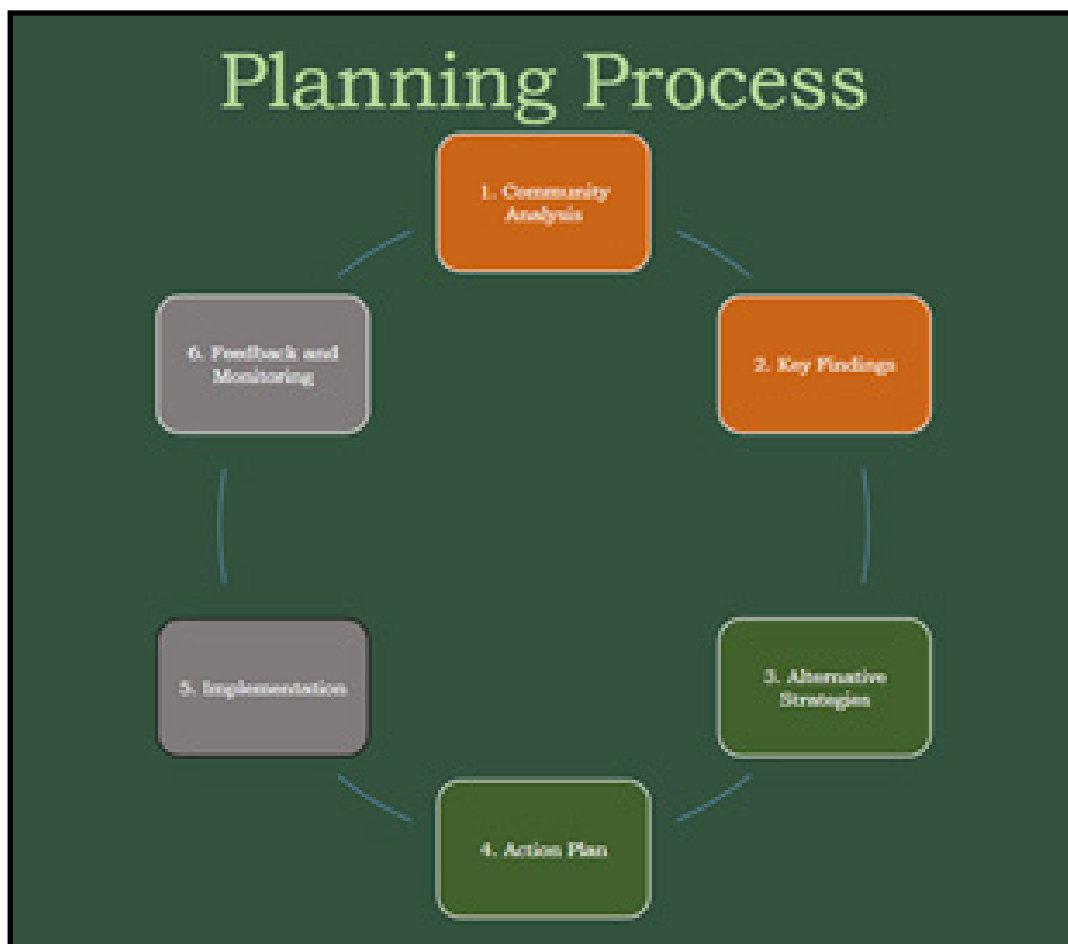 Planning Process
1. Community
Analysis
2. Key Findings
3. Alternative
Strategies
4. Action Plan
5. Implementation
6. Feedback and
Monitoring